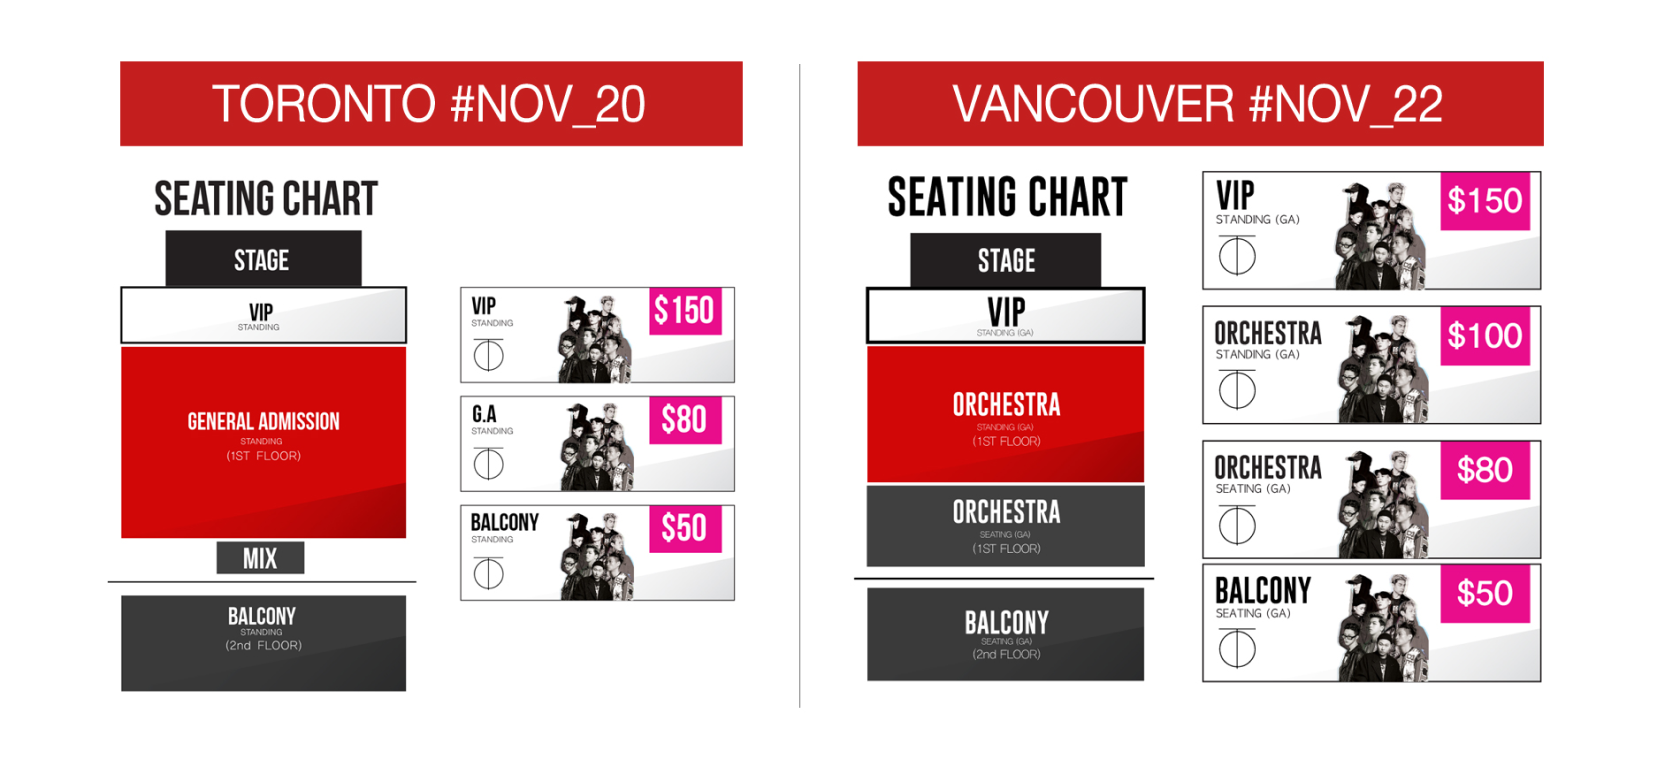 TORONTO #NOV_20
SEATING CHART
STAGE
VIP
STANDING
GENERAL ADMISSION
STANDING
(1ST FLOOR)
MIX
BALCONY
STANDING
(2nd FLOOR)
VIP
STANDING
$150
G.A
STANDING
$80
BALCONY
STANDING
$50
VANCOUVER #NOV_22
SEATING CHART
STAGE
VIP
STANDING (GA)
ORCHESTRA
STANDING (GA)
(1ST FLOOR)
ORCHESTRA
SEATING (GA)
(1ST FLOOR)
BALCONY
SEATING (GA)
(2nd FLOOR)
VIP
STANDING (GA)
$150
ORCHESTRA
STANDING (GA)
$100
ORCHESTRA
SEATING (GA)
$80
BALCONY
SEATING (GA)
$50